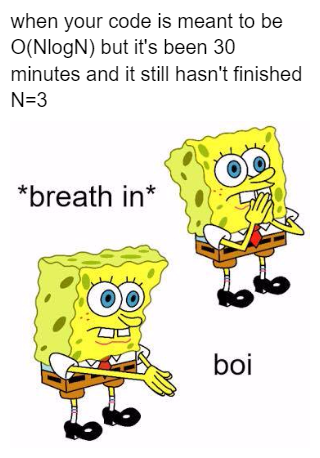 when your code is meant to be
O(NlogN) but it's been 30
minutes and it still hasn't finished
N=3
*breath in*
boi